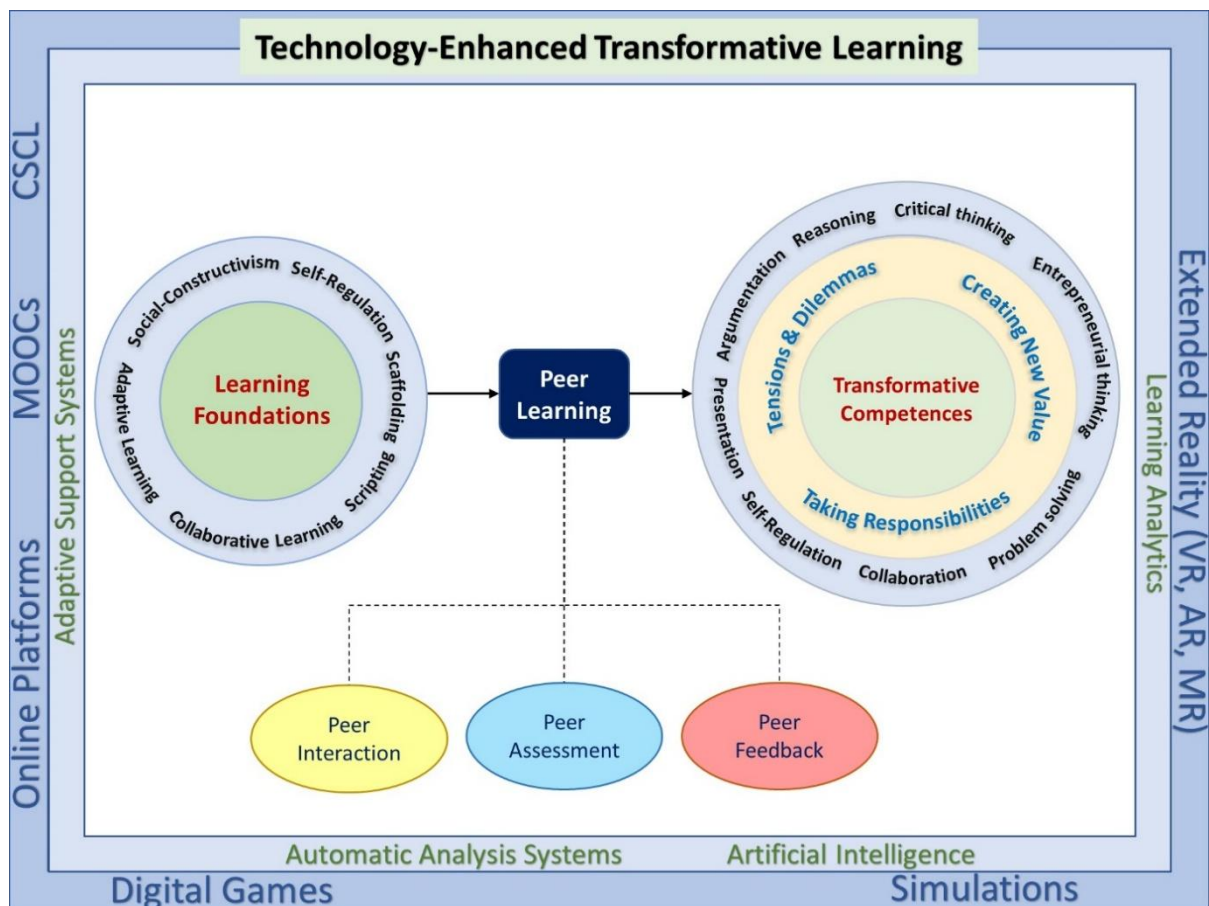 Technology-Enhanced Transformative Learning
CSCL
MOOCs
Online Platforms
Adaptive Support Systems
Social-Constructivism
Self-Regulation
Scaffolding
Scripting
Collaborative Learning
Adaptive Learning
Learning
Foundations
Peer
Learning
Peer
Interaction
Peer
Assessment
Peer
Feedback
Presentation
Argumentation
Reasoning
Critical thinking
Entrepreneurial thinking
Problem solving
Collaboration
Self-Regulation
Tensions & Dilemmas
Creating New Value
Taking Responsibilities
Transformative
Competences
Learning Analytics
Extended Reality (VR, AR, MR)
Automatic Analysis Systems
Artificial Intelligence
Digital Games
Simulations